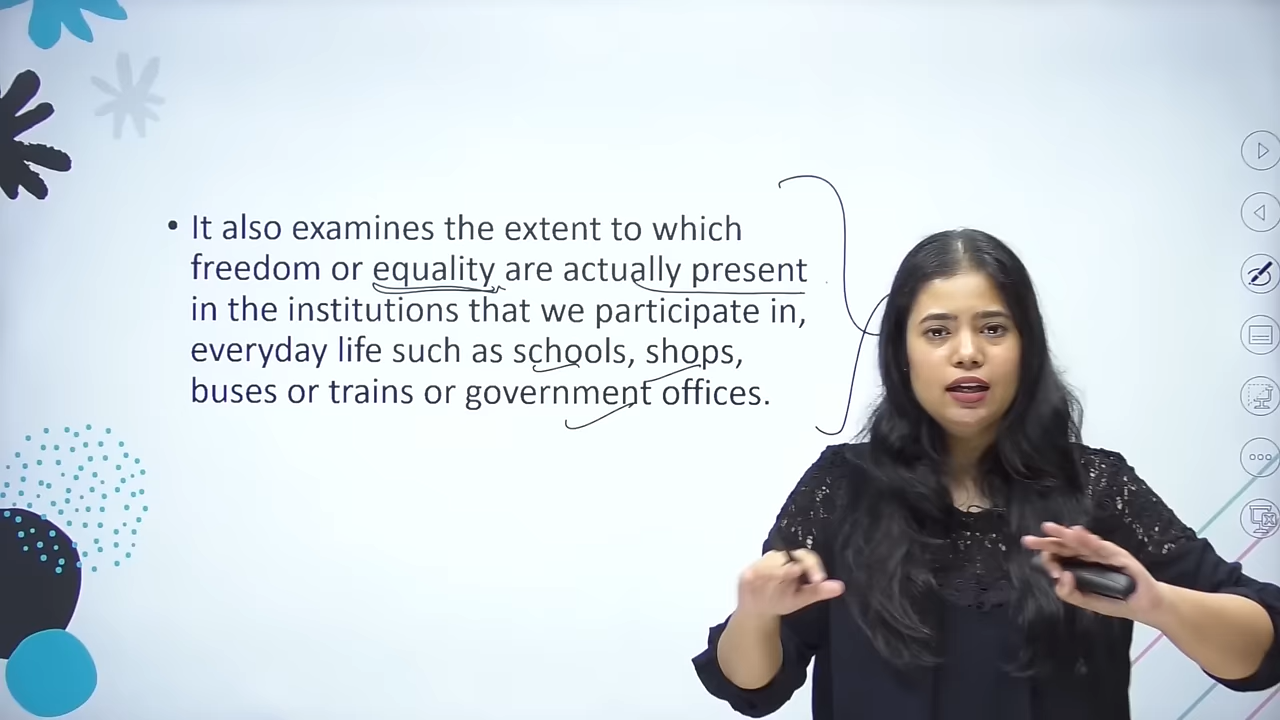 • It also examines the extent to which
freedom or equality are actually present
in the institutions that we participate in,
everyday life such as schools, shops,
buses or trains or government offices.